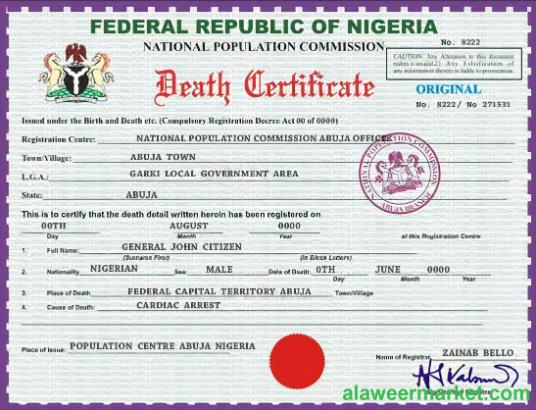 FEDERAL REPUBLIC OF NIGERIA
NATIONAL POPULATION COMMISSION
No. 8222
CAUTION: Any Alteration to this document
renders it invalid.2). Any Falsification of
any information therein is liable to prosecution.
Death Certificate
ORIGINAL
No. 8222/ No 271531
Issued under the Birth and Death etc. (Compulsory Registration Decree Act 00 of 0000)
Registration Centre: NATIONAL POPULATION COMMISSION ABUJA OFFICE
Town/Village: ABUJA TOWN
L.G.A.: GARKI LOCAL GOVERNMENT AREA
State: ABUJA
NATIONAL POPULATION COMMISSION
ABUJA BRANCH
This is to certify that the death detail written herein has been registered on
00TH AUGUST 0000
Day Month Year at this Registration Centre
1. Full Name: GENERAL JOHN CITIZEN
(Surname First) (in Block Letters)
2. Nationality NIGERIAN Sex: MALE Date of Death: 0TH JUNE 0000
Day Month Year
3. Place of Death FEDERAL CAPITAL TERRITORY ABUJA Town/Village
4. Cause of Death: CARDIAC ARREST
Place of Issue: POPULATION CENTRE ABUJA NIGERIA
Name of Registrar ZAINAB BELLO
alaweermarket.com